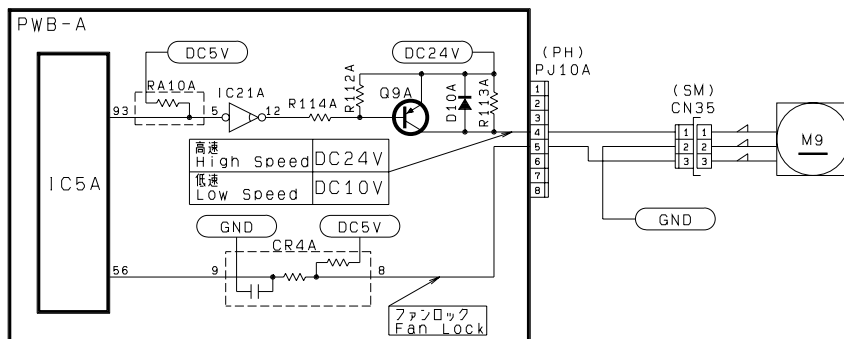 PWB-A
DC5V
DC24V
(PH)
PJ10A
RA10A
IC21A
R112A
Q9A
D10A
R113A
(SM)
CN35
93
5
12
R114A
1
2
3
4
5
6
7
8
1
2
3
1
2
3
M9
IC5A
高速
High Speed
DC24V
低速
Low Speed
DC10V
GND
DC5V
GND
CR4A
56
9
8
ファンロック
Fan Lock